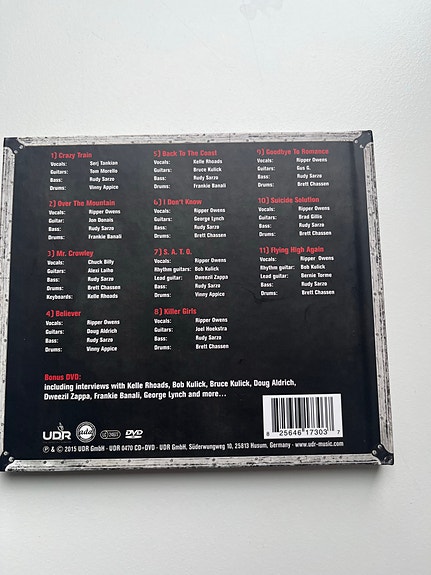 1) Crazy Train
Vocals: Serj Tankian
Guitars: Tom Morello
Bass: Rudy Sarzo
Drums: Vinny Appice
2) Over The Mountain
Vocals: Ripper Owens
Guitar: Jon Donais
Bass: Rudy Sarzo
Drums: Frankie Banali
3) Mr. Crowley
Vocals: Chuck Billy
Guitars: Alexi Laiho
Bass: Rudy Sarzo
Drums: Brett Chassen
Keyboards: Kelle Rhoads
4) Believer
Vocals: Ripper Owens
Guitar: Doug Aldrich
Bass: Rudy Sarzo
Drums: Brett Chassen
5) Back To The Coast
Vocals: Kelle Rhoads
Guitars: Bruce Kulick
Bass: Rudy Sarzo
Drums: Frankie Banali
6) I Don't Know
Vocals: Ripper Owens
Guitar: George Lynch
Bass: Rudy Sarzo
Drums: Brett Chassen
7) S. A. T. O.
Vocals: Ripper Owens
Rhythm guitar: Bob Kulick
Lead guitar: Dweezil Zappa
Bass: Rudy Sarzo
Drums: Vinny Appice
8) Killer Girls
Vocals: Ripper Owens
Guitar: Joel Hoekstra
Bass: Rudy Sarzo
Drums: Brett Chassen
9) Goodbye To Romance
Vocals: Ripper Owens
Guitar: Gus G.
Bass: Rudy Sarzo
Drums: Brett Chassen
10) Suicide Solution
Vocals: Ripper Owens
Guitar: Brad Gillis
Bass: Rudy Sarzo
Drums: Brett Chassen
11) Flying High Again
Vocals: Ripper Owens
Rhythm guitar: Bob Kulick
Lead guitar: Bernie Torme
Bass: Rudy Sarzo
Drums: Brett Chassen
Bonus DVD:
including interviews with Kelle Rhoads, Bob Kulick, Bruce Kulick, Doug Aldrich,
Dweezil Zappa, Frankie Banali, George Lynch and more...
8 25646 17303 7
UDR ada DVD
℗ & © 2015 UDR GmbH · UDR 0470 CD+DVD · UDR GmbH, Süderwungweg 10, 25813 Husum, Germany · www.udr-music.com